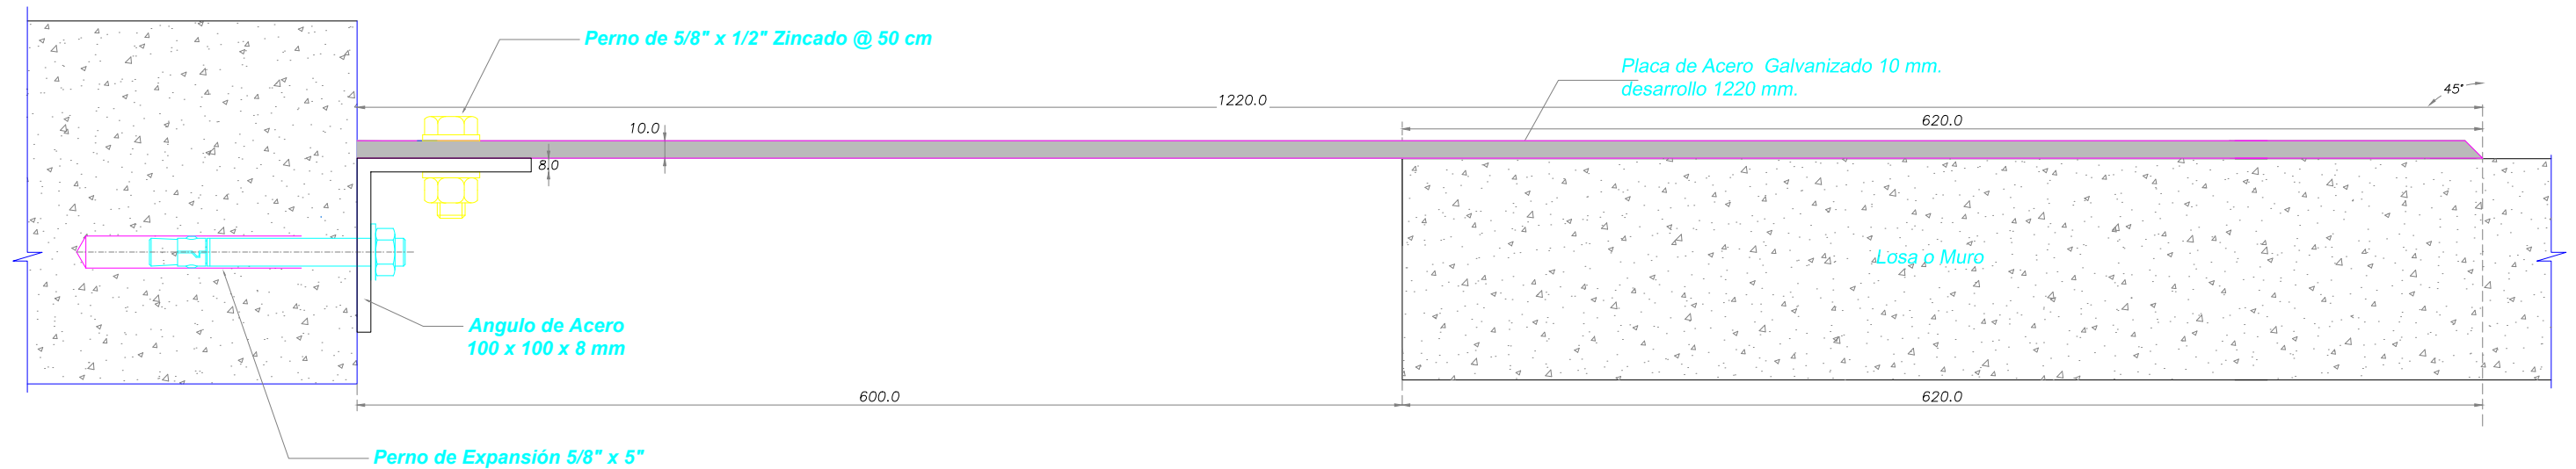 Perno de 5/8" x 1/2" Zincado @ 50 cm
Placa de Acero  Galvanizado 10 mm.
desarrollo 1220 mm.
45°
1220.0
10.0
620.0
8.0
Losa o Muro
Angulo de Acero
100 x 100 x 8 mm
600.0
620.0
Perno de Expansión 5/8" x 5"